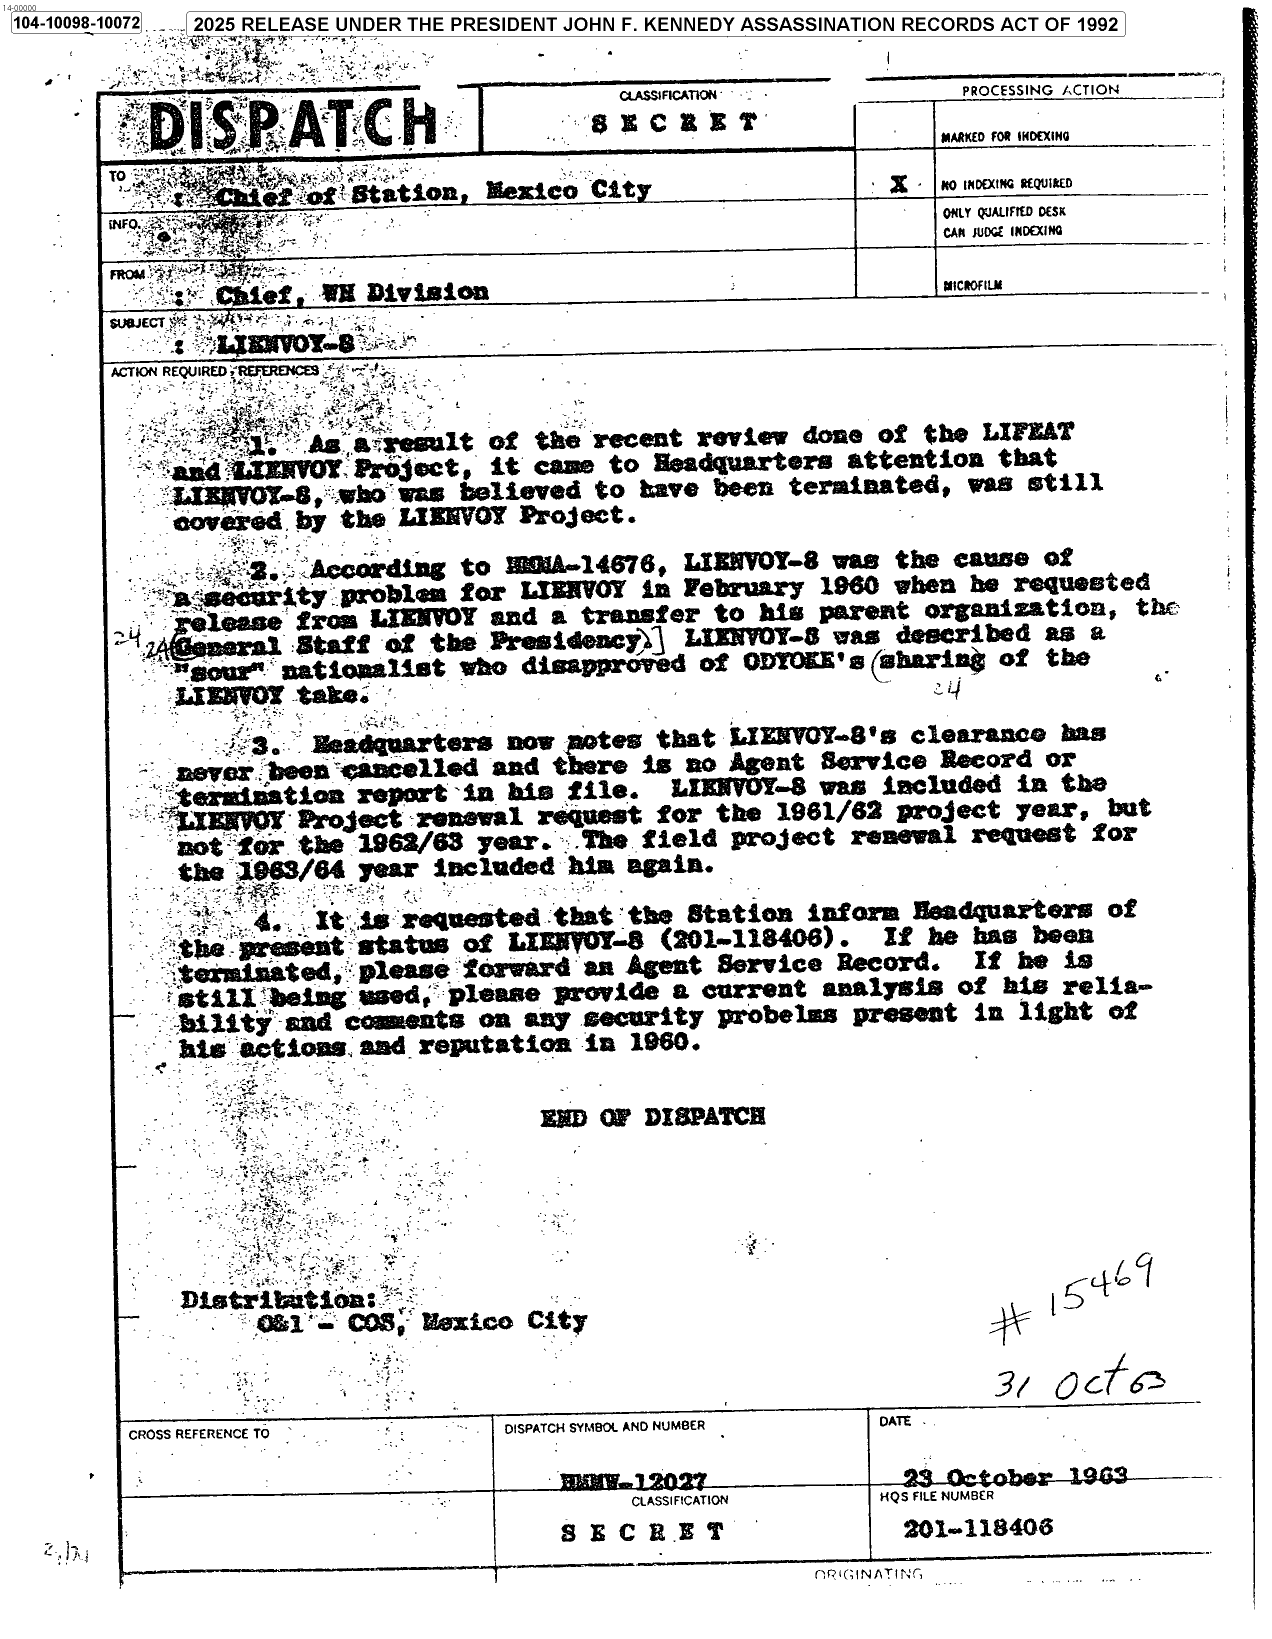 14-00000
104-10098-10072
2025 RELEASE UNDER THE PRESIDENT JOHN F. KENNEDY ASSASSINATION RECORDS ACT OF 1992
DISPATCH
CLASSIFICATION
SECRET
PROCESSING ACTION
MARKED FOR INDEXING
TO
: Chief of Station, Mexico City
X
NO INDEXING REQUIRED
INFO.
ONLY QUALIFIED DESK
CAN JUDGE INDEXING
FROM
: Chief, WH Division
MICROFILM
SUBJECT
: LIENVOY-8
ACTION REQUIRED, REFERENCES
1. As a result of the recent review done of the LIFEAT
and LIENVOY Project, it came to Headquarters attention that
LIENVOY-8, who was believed to have been terminated, was still
covered by the LIENVOY Project.
2. According to HMMA-14676, LIENVOY-8 was the cause of
a security problem for LIENVOY in February 1960 when he requested
release from LIENVOY and a transfer to his parent organization, the
24 24 (General Staff of the Presidency)] LIENVOY-8 was described as a
"sour" nationalist who disapproved of ODYOKE's (sharing of the
LIENVOY take.
24
3. Headquarters now notes that LIENVOY-8's clearance has
never been cancelled and there is no Agent Service Record or
termination report in his file. LIENVOY-8 was included in the
LIENVOY Project renewal request for the 1961/62 project year, but
not for the 1962/63 year. The field project renewal request for
the 1963/64 year included him again.
4. It is requested that the Station inform Headquarters of
the present status of LIENVOY-8 (201-118406). If he has been
terminated, please forward an Agent Service Record. If he is
still being used, please provide a current analysis of his relia-
bility and comments on any security probelms present in light of
his actions and reputation in 1960.
END OF DISPATCH
Distribution:
O&1 - COS, Mexico City
# 15469
31 Oct 63
CROSS REFERENCE TO
DISPATCH SYMBOL AND NUMBER
DATE
HMMW-12027
23 October 1963
CLASSIFICATION
HQS FILE NUMBER
SECRET
201-118406
ORIGINATING